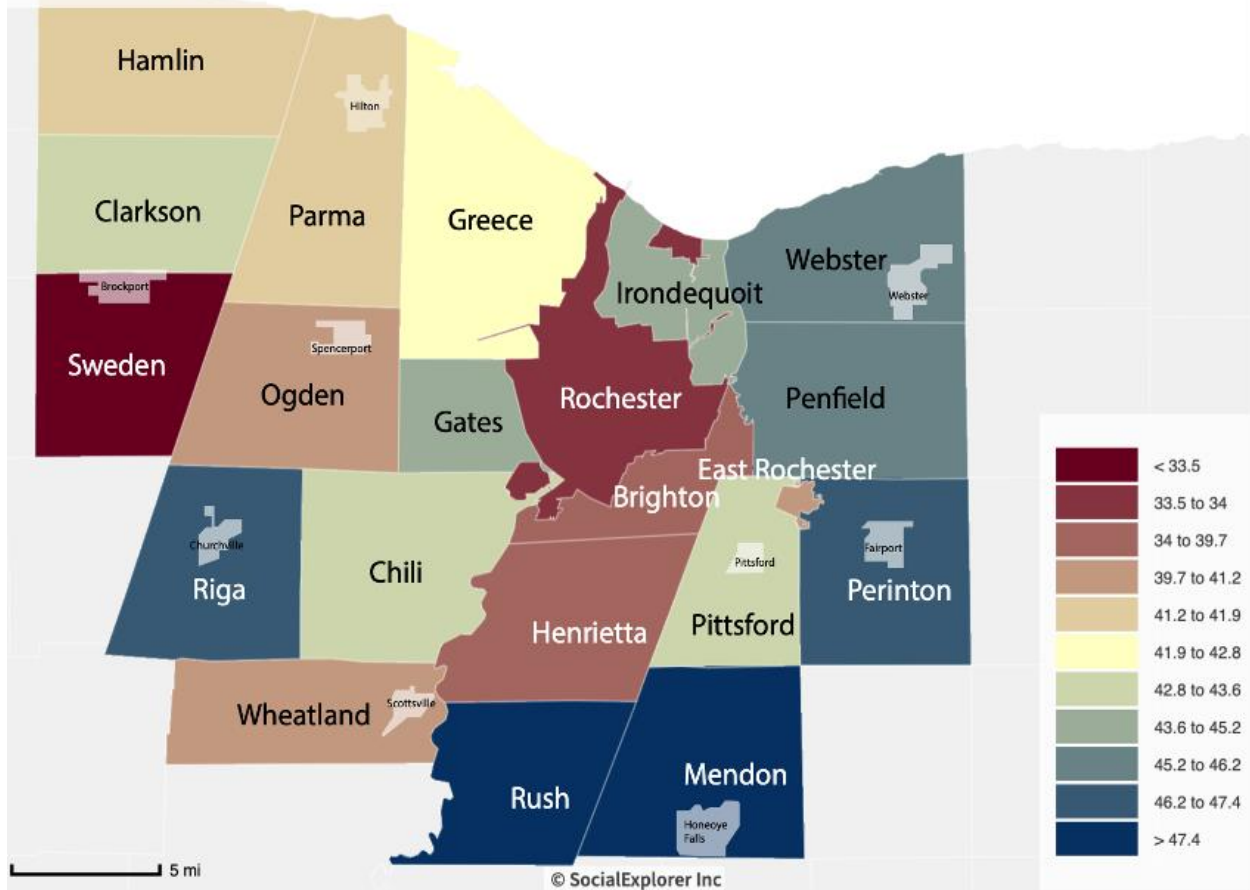 Hamlin
Hilton
Clarkson
Parma
Greece
Webster
Webster
Irondequoit
Brockport
Sweden
Spencerport
Ogden
Gates
Rochester
Penfield
East Rochester
Brighton
Churchville
Riga
Chili
Pittsford
Fairport
Perinton
Henrietta
Pittsford
Scottsville
Wheatland
Rush
Mendon
Honeoye
Falls
< 33.5
33.5 to 34
34 to 39.7
39.7 to 41.2
41.2 to 41.9
41.9 to 42.8
42.8 to 43.6
43.6 to 45.2
45.2 to 46.2
46.2 to 47.4
> 47.4
5 mi
© SocialExplorer Inc